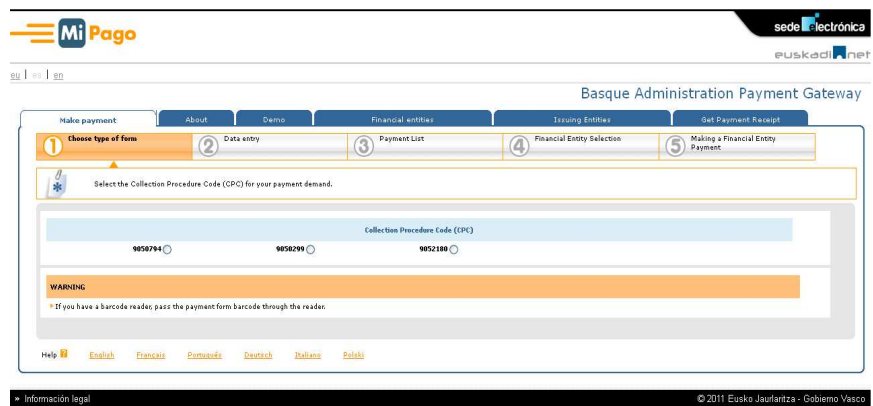 Mi Pago
sede electrónica
euskadi net
eu | es | en
Basque Administration Payment Gateway
Make payment About Demo Financial entities Issuing Entities Get Payment Receipt
1 Choose type of form 2 Data entry 3 Payment List 4 Financial Entity Selection 5 Making a Financial Entity
Payment
Select the Collection Procedure Code (CPC) for your payment demand.
Collection Procedure Code (CPC)
9050794 9050299 9052180
WARNING
* If you have a barcode reader, pass the payment form barcode through the reader.
Help ? English Français Português Deutsch Italiano Polski
» Información legal © 2011 Eusko Jaurlaritza - Gobierno Vasco